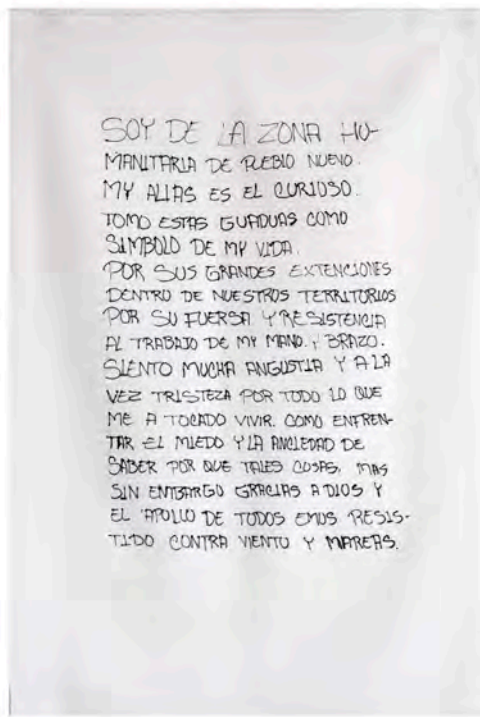 SOY DE LA ZONA HU-
MANITARIA DE PUEBLO NUEVO.
MY ALIAS ES EL CURIOSO.
TOMO ESTAS GUADUAS COMO
SIMBOLO DE MY VIDA.
POR SUS GRANDES EXTENCIONES
DENTRO DE NUESTROS TERRITORIOS
POR SU FUERSA Y RESISTENCIA
AL TRABAJO DE MY MANO. Y BRAZO.
SIENTO MUCHA ANGUSTIA Y A LA
VEZ TRISTEZA POR TODO LO QUE
ME A TOCADO VIVIR. COMO ENFREN-
TAR EL MIEDO Y LA ANCIEDAD DE
SABER POR QUE TALES COSAS. MAS
SIN EMBARGO GRACIAS A DIOS Y
EL APOLLO DE TODOS EMOS RESIS-
TIDO CONTRA VIENTO Y MAREAS.